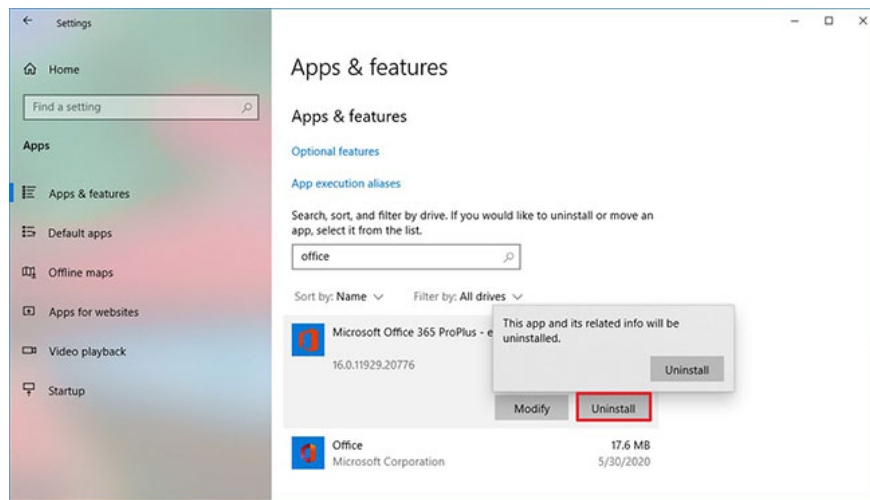 Settings
Home
Find a setting
Apps
Apps & features
Default apps
Offline maps
Apps for websites
Video playback
Startup
Apps & features
Apps & features
Optional features
App execution aliases
Search, sort, and filter by drive. If you would like to uninstall or move an
app, select it from the list.
office
Sort by: Name Filter by: All drives
Microsoft Office 365 ProPlus - e
16.0.11929.20776
This app and its related info will be
uninstalled.
Uninstall
Modify Uninstall
Office 17.6 MB
Microsoft Corporation 5/30/2020